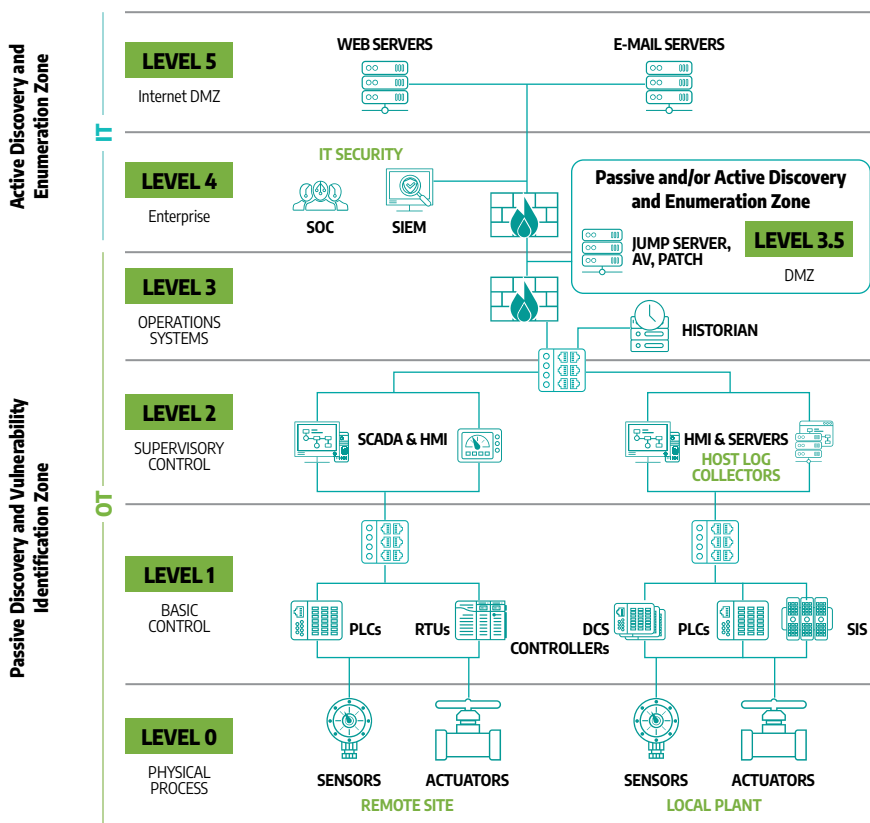 Active Discovery and
Enumeration Zone
IT
LEVEL 5
Internet DMZ
WEB SERVERS
E-MAIL SERVERS
LEVEL 4
Enterprise
IT SECURITY
SOC
SIEM
Passive and/or Active Discovery
and Enumeration Zone
JUMP SERVER,
AV, PATCH
LEVEL 3.5
DMZ
Passive Discovery and Vulnerability
Identification Zone
OT
LEVEL 3
OPERATIONS
SYSTEMS
HISTORIAN
LEVEL 2
SUPERVISORY
CONTROL
SCADA & HMI
HMI & SERVERS
HOST LOG
COLLECTORS
LEVEL 1
BASIC
CONTROL
PLCs
RTUs
DCS
CONTROLLERs
PLCs
SIS
LEVEL 0
PHYSICAL
PROCESS
SENSORS
ACTUATORS
REMOTE SITE
SENSORS
ACTUATORS
LOCAL PLANT